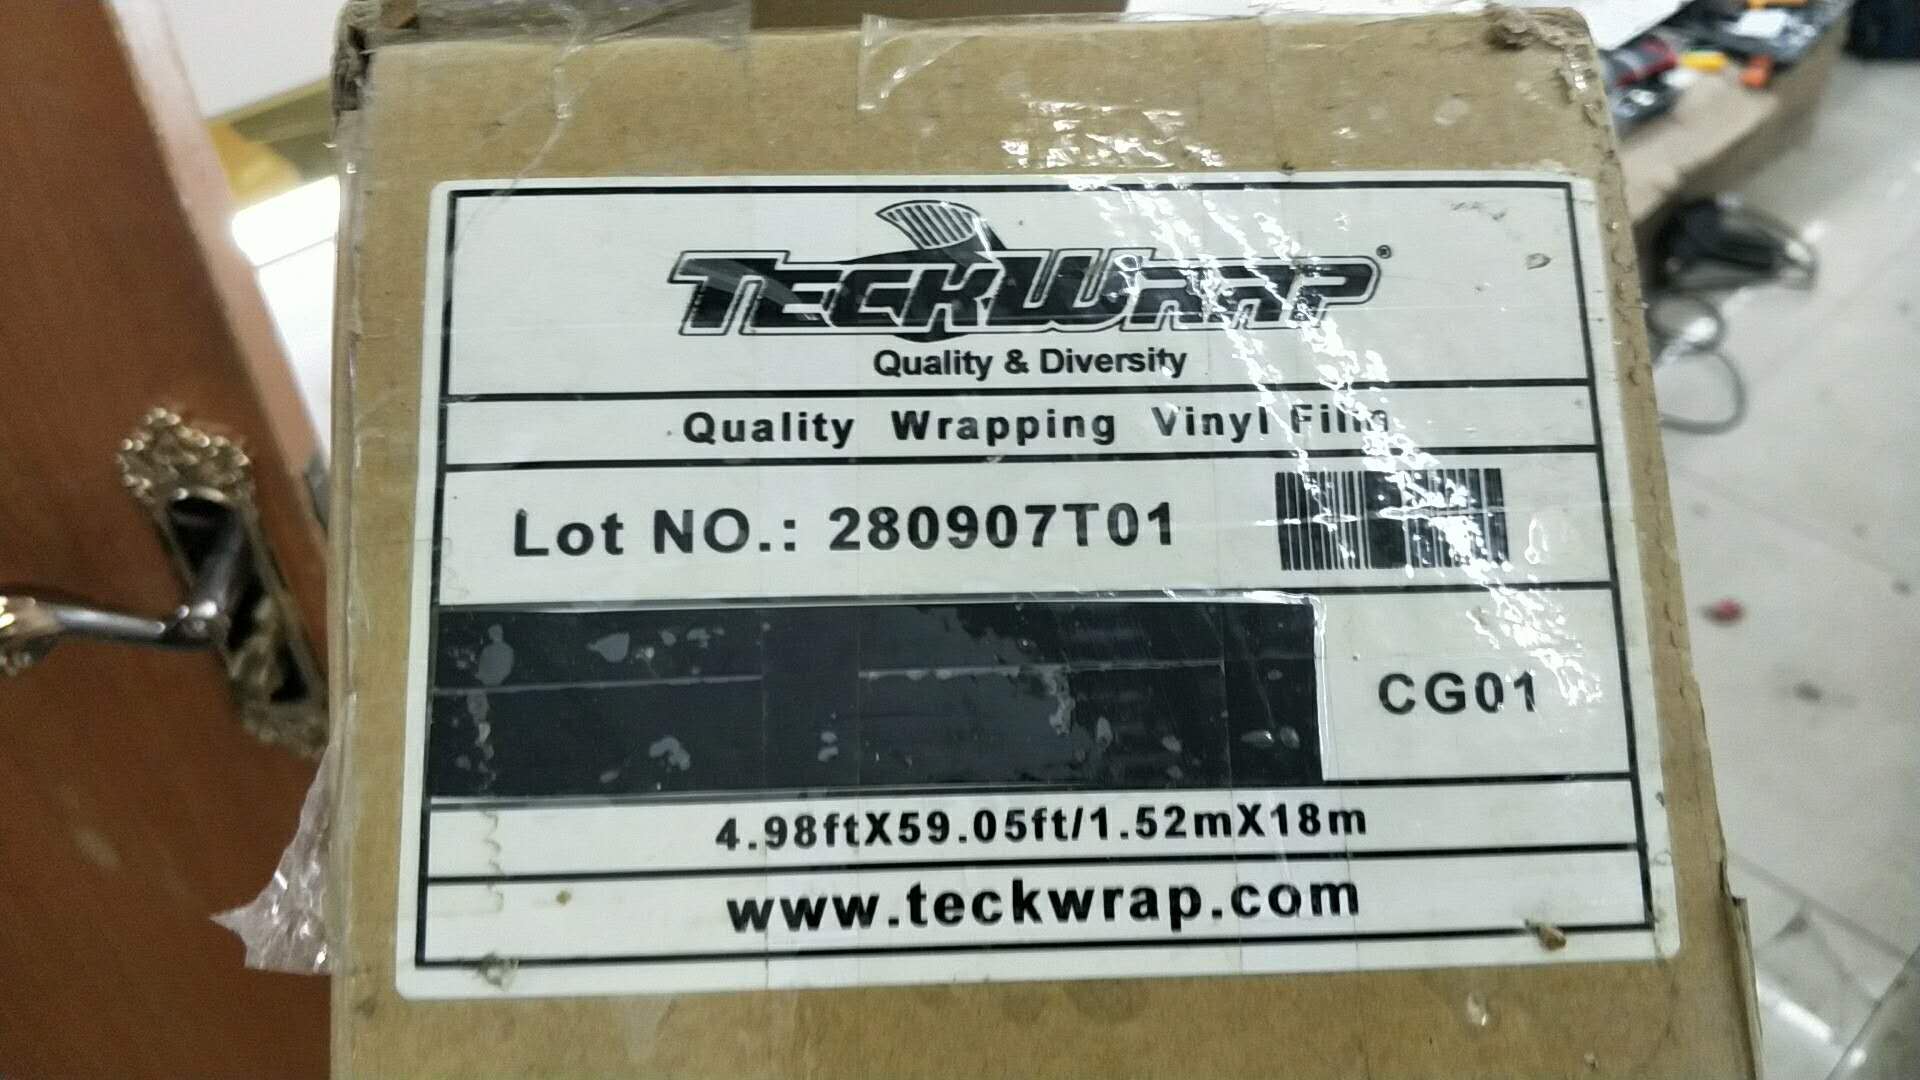 TECKWRAP®
Quality & Diversity
Quality Wrapping Vinyl Film
Lot NO.: 280907T01
CG01
4.98ftX59.05ft/1.52mX18m
www.teckwrap.com